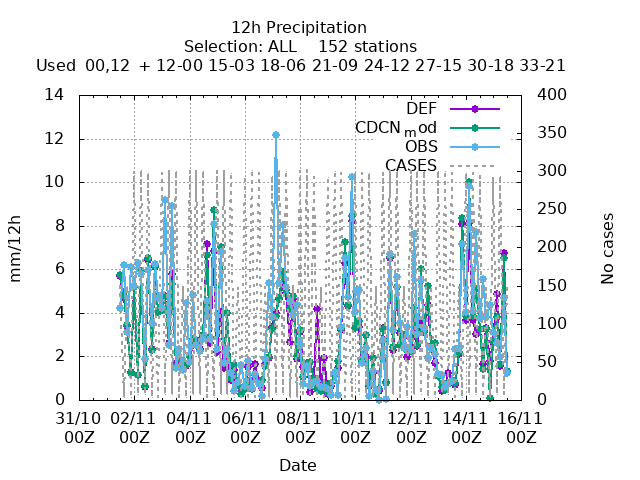 12h Precipitation
Selection: ALL    152 stations
Used  00,12  + 12-00 15-03 18-06 21-09 24-12 27-15 30-18 33-21
DEF
CDCN_mod
OBS
CASES
mm/12h
14
12
10
8
6
4
2
0
No cases
400
350
300
250
200
150
100
50
0
31/10 02/11 04/11 06/11 08/11 10/11 12/11 14/11 16/11
00Z 00Z 00Z 00Z 00Z 00Z 00Z 00Z 00Z
Date